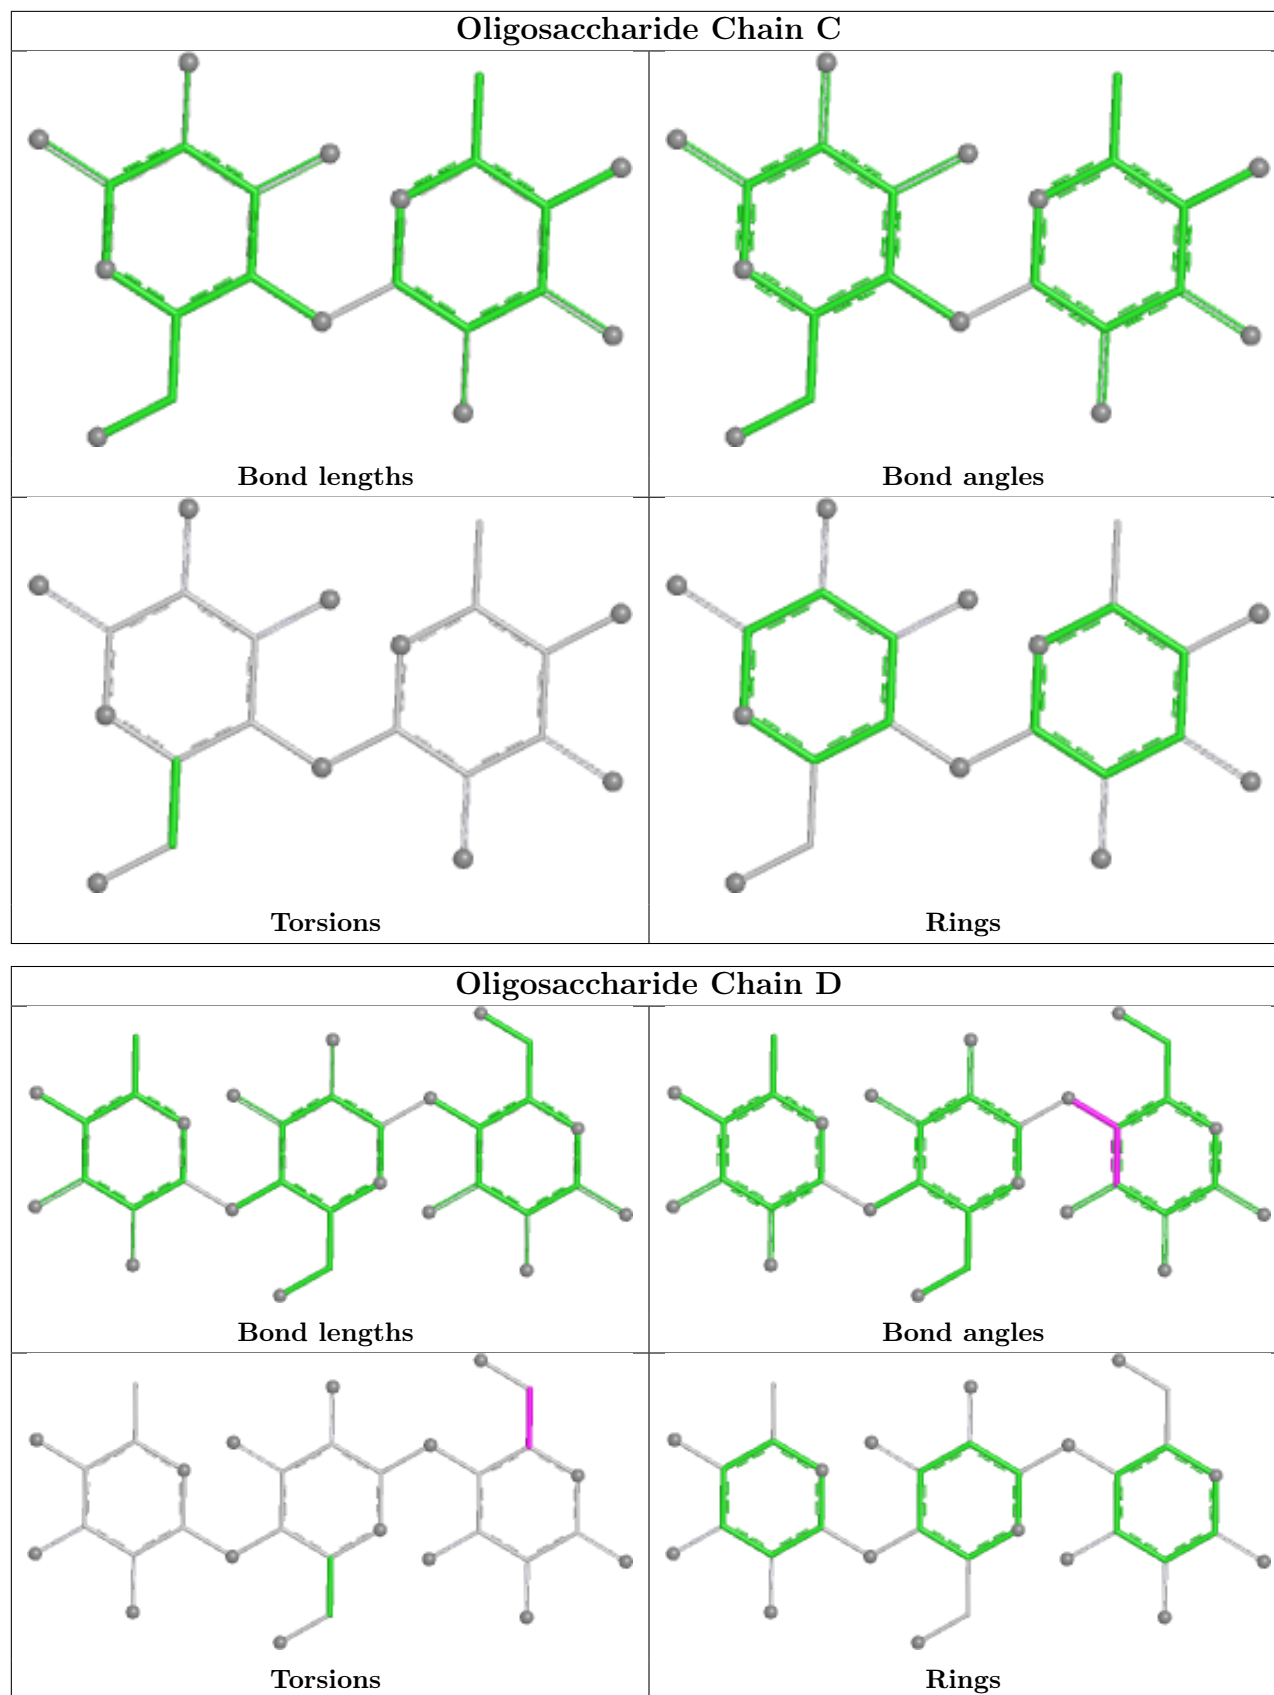 Oligosaccharide Chain C
Bond lengths
Bond angles
Torsions
Rings
Oligosaccharide Chain D
Bond lengths
Bond angles
Torsions
Rings